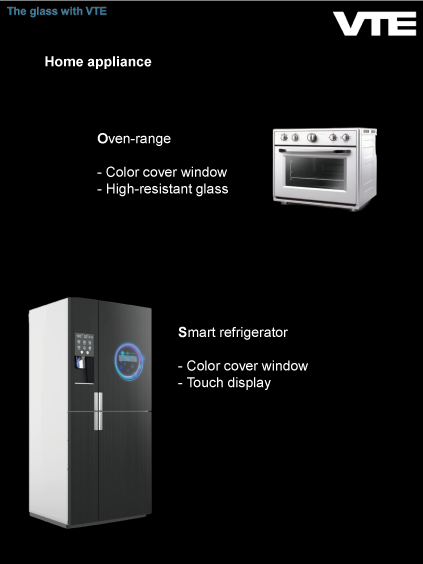 The glass with VTE
VTE
Home appliance
Oven-range
- Color cover window
- High-resistant glass
Smart refrigerator
- Color cover window
- Touch display